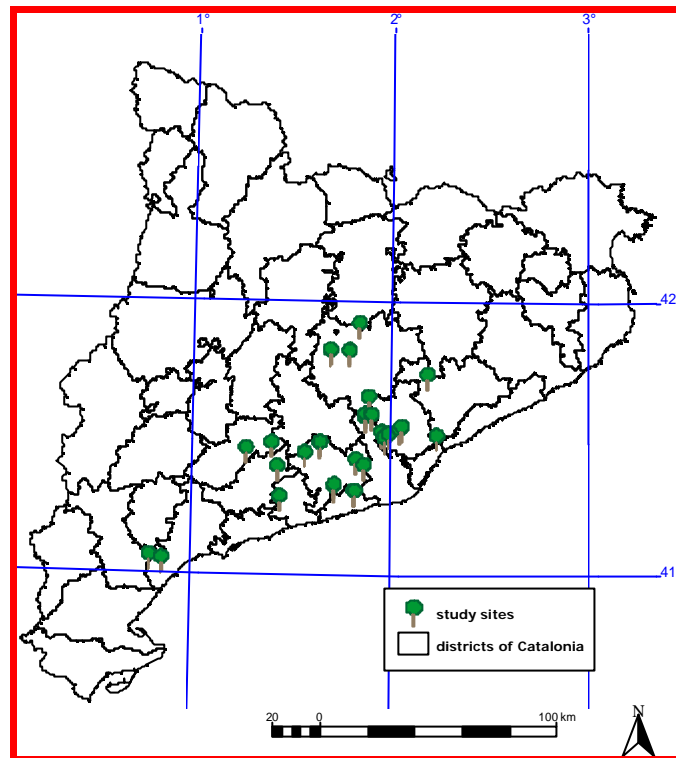 1° 2° 3°
42
41
study sites
districts of Catalonia
20 0 100 km
N